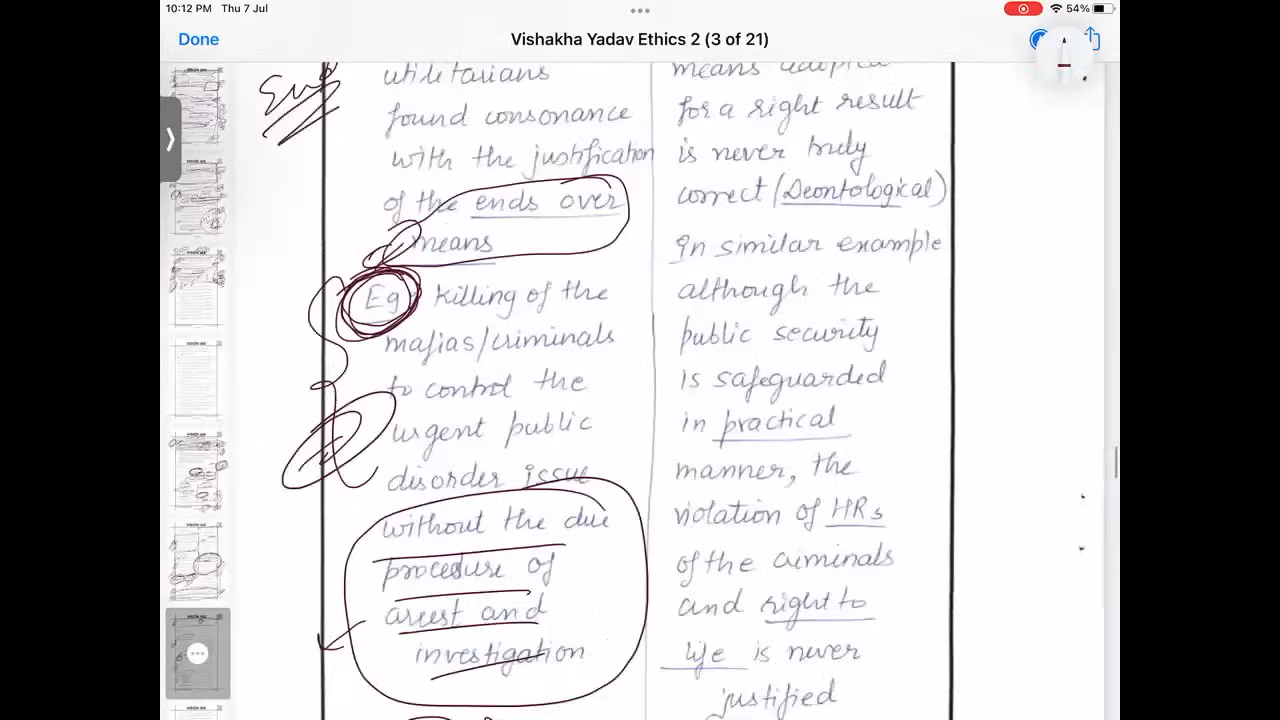 10:12 PM Thu 7 Jul
54%
Done
Vishakha Yadav Ethics 2 (3 of 21)
utiletarians
found consonance
with the justification
of the ends over
means
Eg: Killing of the
mafias/criminals
to control the
urgent public
disorder issue
without the due
procedure of
arrest and
investigation
means
for a right result
is never truly
correct (Deontological)
In similar example
although the
public security
is safeguarded
in practical
manner, the
violation of HRs
of the criminals
and right to
life is never
justified